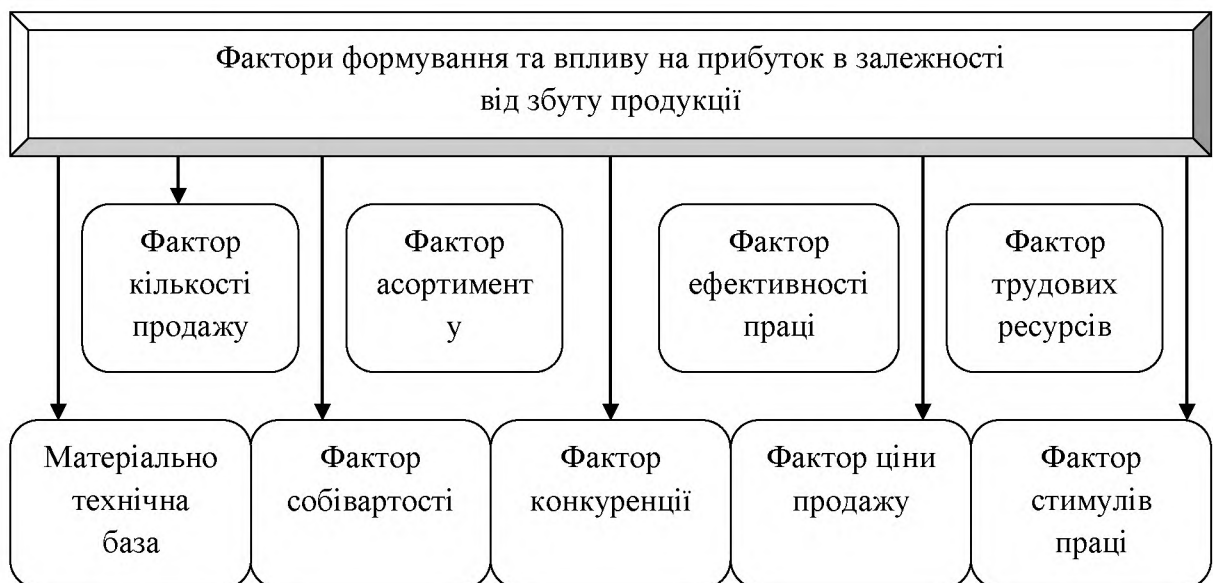 Фактори формування та впливу на прибуток в залежності
від збуту продукції
Фактор
кількості
продажу
Фактор
асортимент
у
Фактор
ефективності
праці
Фактор
трудових
ресурсів
Матеріально
технічна
база
Фактор
собівартості
Фактор
конкуренції
Фактор ціни
продажу
Фактор
стимулів
праці